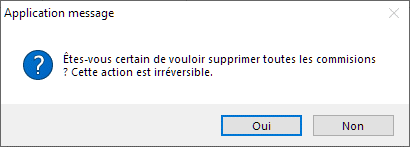 Application message
Êtes-vous certain de vouloir supprimer toutes les commisions
? Cette action est irréversible.
Oui
Non